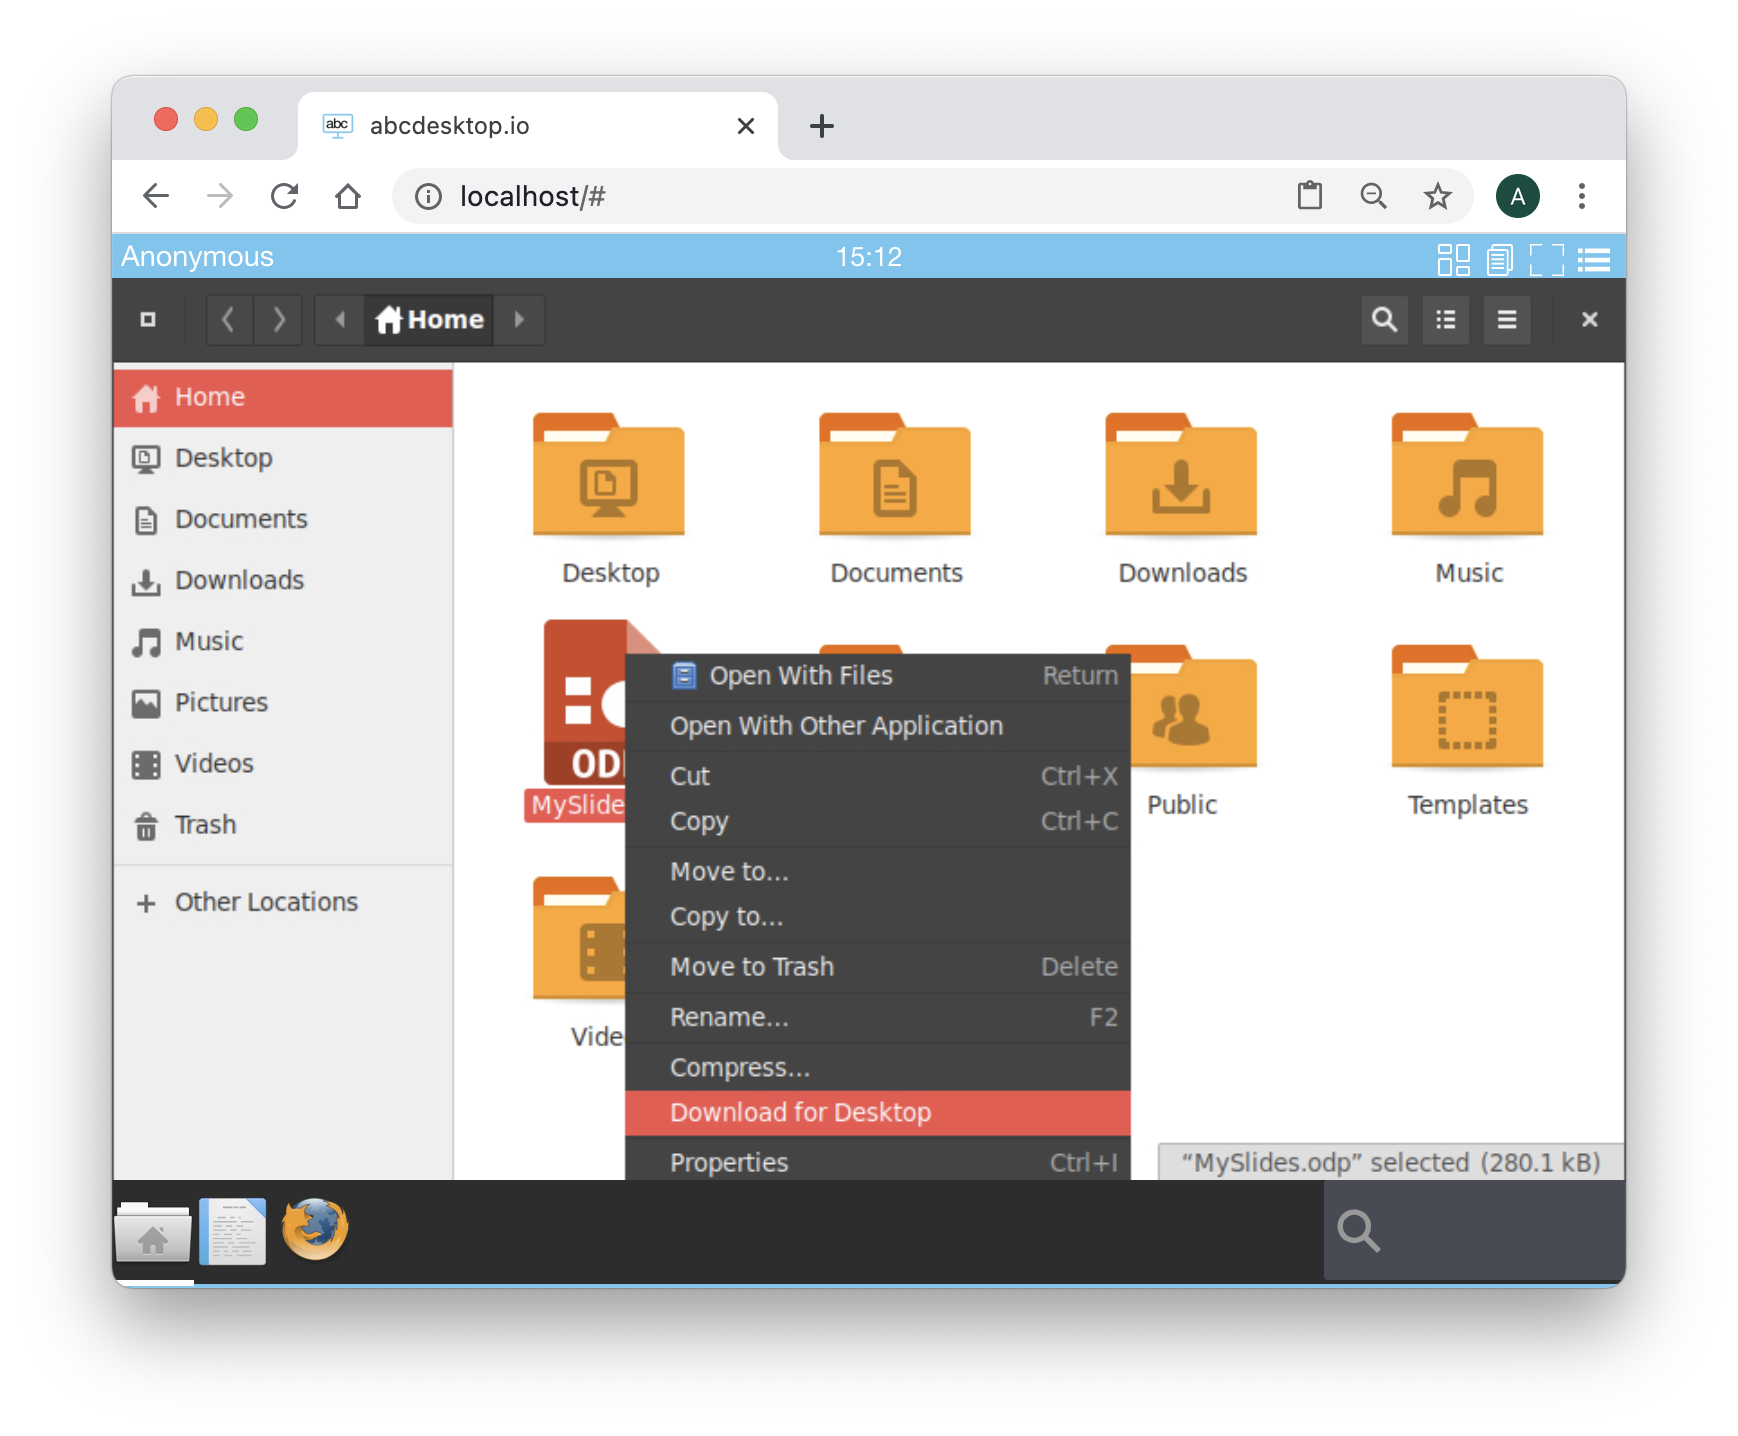 abc abcdesktop.io
localhost/#
A
Anonymous
15:12
Home
Home
Desktop
Documents
Downloads
Music
Pictures
Videos
Trash
Other Locations
Desktop
Documents
Downloads
Music
OD
MySlide
Public
Templates
Vide
Open With Files Return
Open With Other Application
Cut Ctrl+X
Copy Ctrl+C
Move to...
Copy to...
Move to Trash Delete
Rename... F2
Compress...
Download for Desktop
Properties Ctrl+I
“MySlides.odp” selected (280.1 kB)